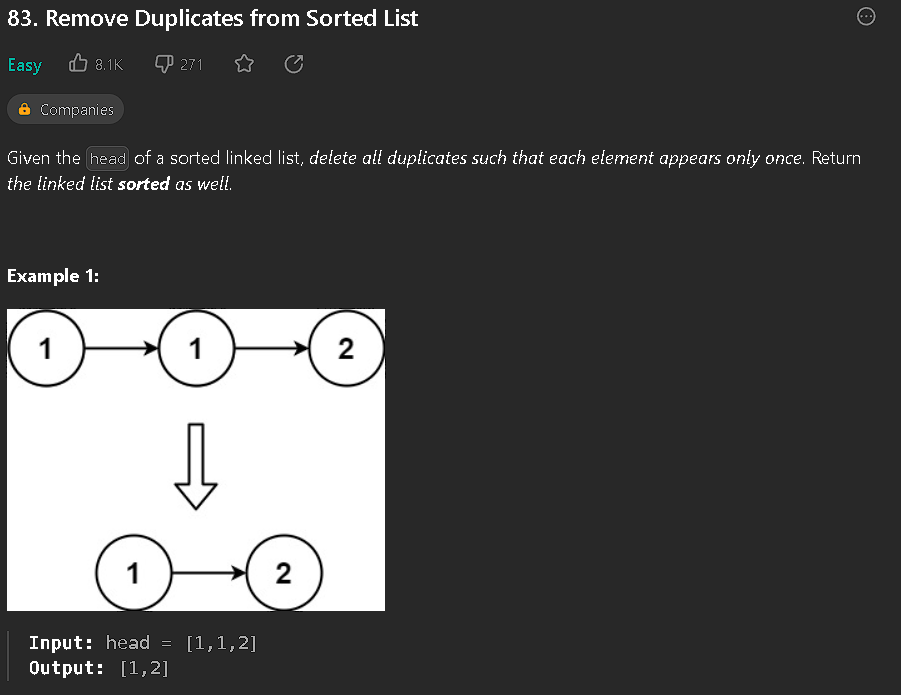 83. Remove Duplicates from Sorted List
Easy 8.1K 271
Companies
Given the head of a sorted linked list, delete all duplicates such that each element appears only once. Return
the linked list sorted as well.
Example 1:
1 1 2
1 2
Input: head = [1,1,2]
Output: [1,2]